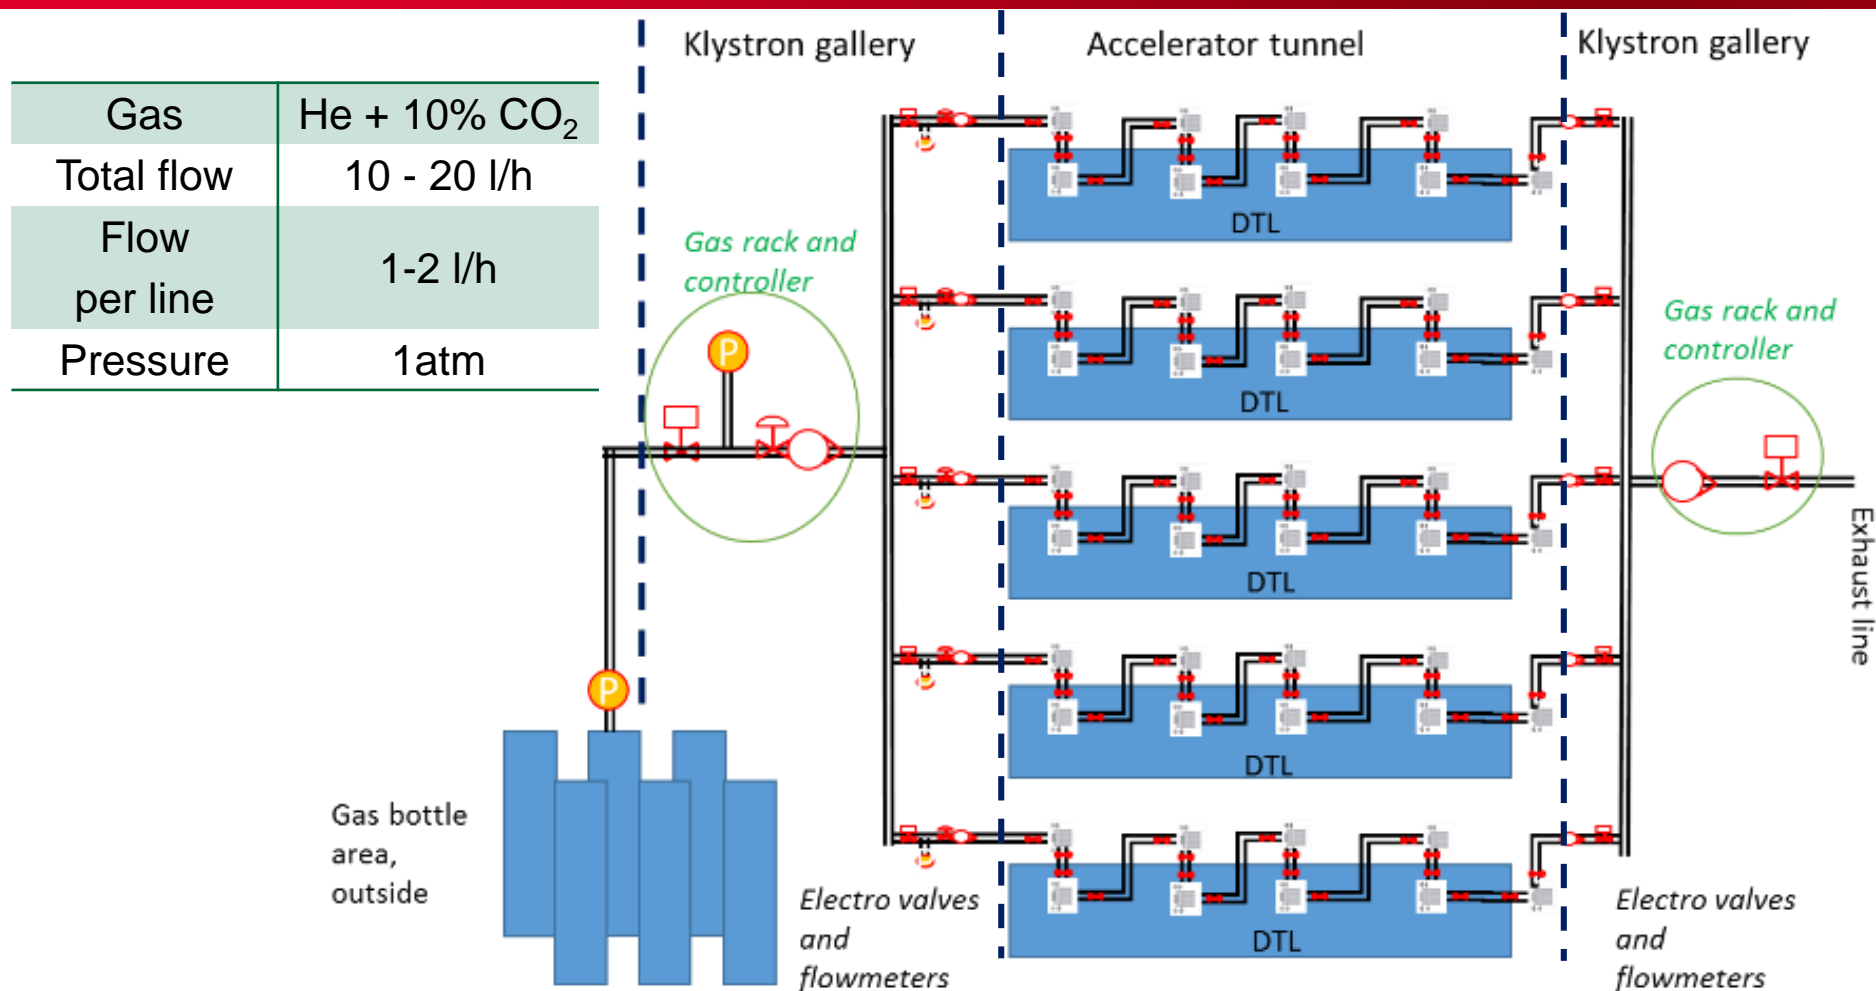 Klystron gallery
Accelerator tunnel
Klystron gallery
Gas
He + 10% CO₂
Total flow
10 - 20 l/h
Flow
per line
1-2 l/h
Pressure
1atm
Gas rack and
controller
P
P
Gas bottle
area,
outside
Electro valves
and
flowmeters
DTL
DTL
DTL
DTL
DTL
Gas rack and
controller
Exhaust line
Electro valves
and
flowmeters